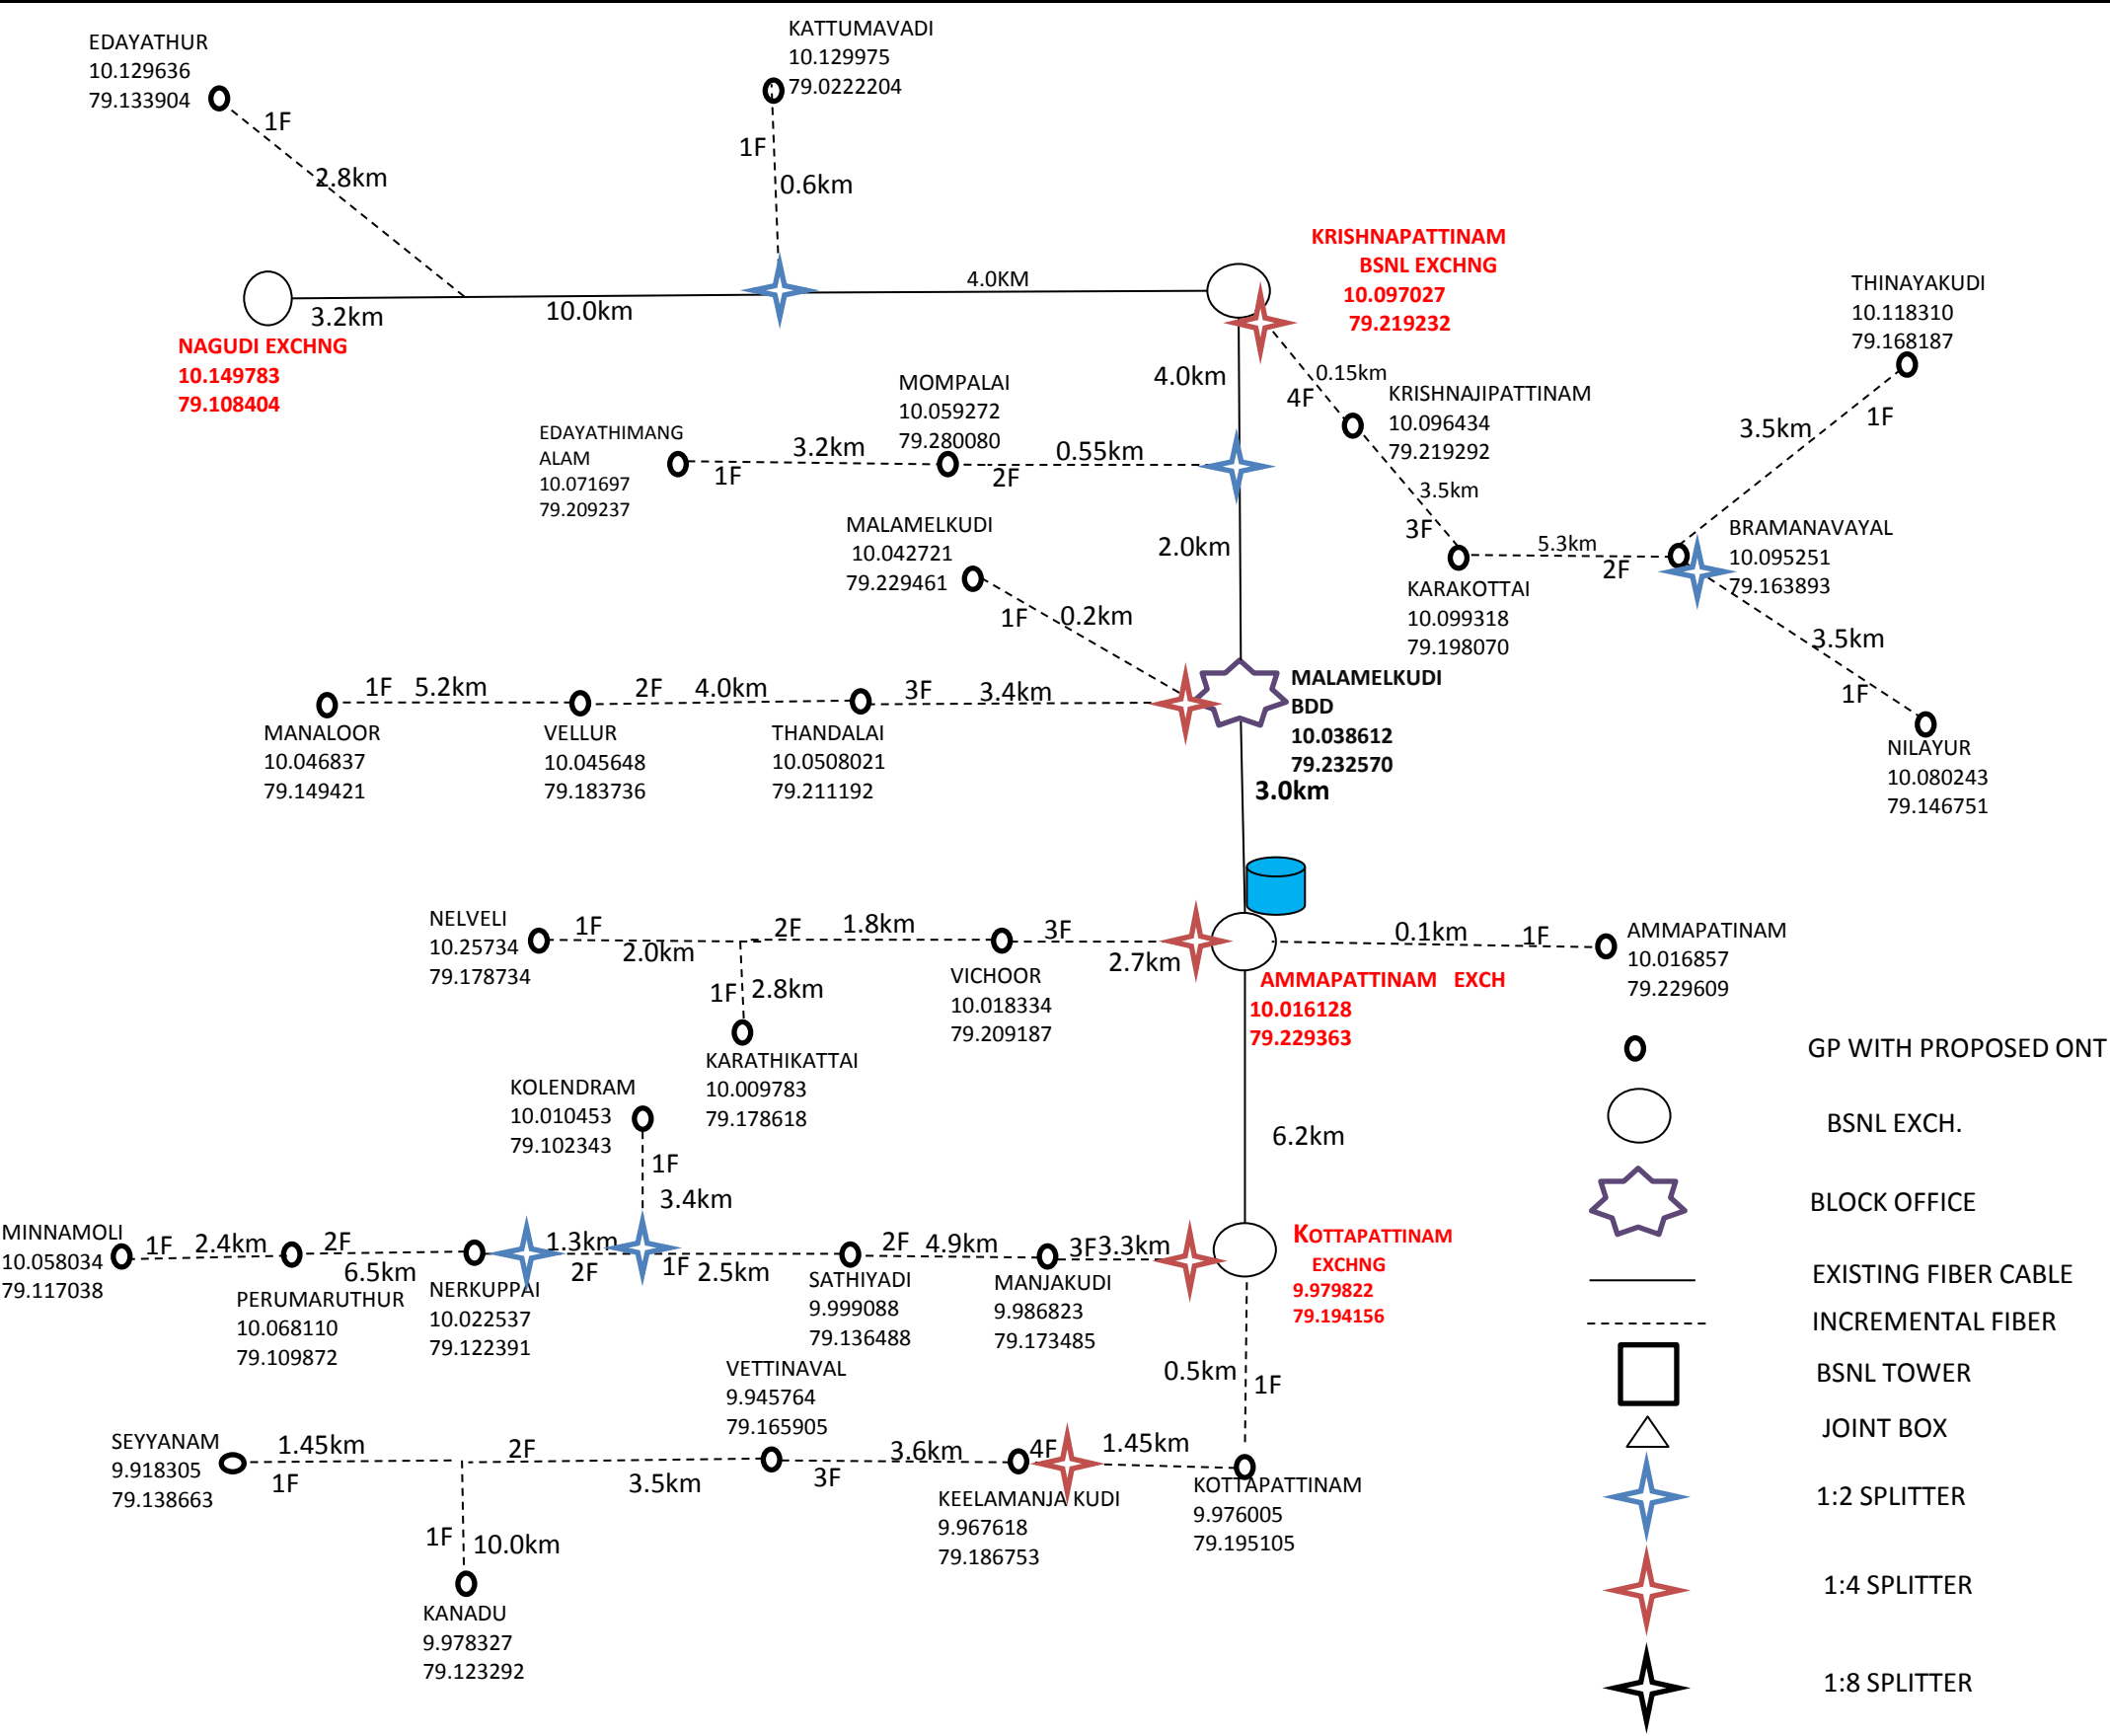 EDAYATHUR
10.129636
79.133904
1F
2.8km
KATTUMAVADI
10.129975
79.0222204
1F
0.6km
KRISHNAPATTINAM
BSNL EXCHNG
10.097027
79.219232
4.0KM
3.2km
10.0km
NAGUDI EXCHNG
10.149783
79.108404
THINAYAKUDI
10.118310
79.168187
3.5km
1F
4.0km
0.15km
4F
KRISHNAJIPATTINAM
10.096434
79.219292
MOMPALAI
10.059272
79.280080
EDAYATHIMANG
ALAM
10.071697
79.209237
3.2km
1F
0.55km
2F
3.5km
3F
5.3km
2F
BRAMANAVAYAL
10.095251
79.163893
KARAKOTTAI
10.099318
79.198070
MALAMELKUDI
10.042721
79.229461
2.0km
1F
0.2km
3.5km
1F
NILAYUR
10.080243
79.146751
1F 5.2km
2F 4.0km
3F 3.4km
MALAMELKUDI
BDD
10.038612
79.232570
3.0km
MANALOOR
10.046837
79.149421
VELLUR
10.045648
79.183736
THANDALAI
10.0508021
79.211192
NELVELI
10.25734
79.178734
1F
2.0km
2F
1.8km
3F
2.7km
0.1km
1F
AMMAPATINAM
10.016857
79.229609
1F
2.8km
VICHOOR
10.018334
79.209187
AMMAPATTINAM EXCH
10.016128
79.229363
KARATHIKATTAI
10.009783
79.178618
GP WITH PROPOSED ONT
KOLENDRAM
10.010453
79.102343
1F
3.4km
6.2km
BSNL EXCH.
BLOCK OFFICE
MINNAMOLI
10.058034
79.117038
1F 2.4km
2F
6.5km
1.3km
2F
1F 2.5km
2F 4.9km
3F 3.3km
KOTTAPATTINAM
EXCHNG
9.979822
79.194156
PERUMARUTHUR
10.068110
79.109872
NERKUPPAI
10.022537
79.122391
SATHIYADI
9.999088
79.136488
MANJAKUDI
9.986823
79.173485
EXISTING FIBER CABLE
INCREMENTAL FIBER
BSNL TOWER
JOINT BOX
VETTINAVAL
9.945764
79.165905
0.5km
1F
SEYYANAM
9.918305
79.138663
1.45km
1F
2F
3.5km
3.6km
3F
4F
1.45km
KEELAMANJA KUDI
9.967618
79.186753
KOTTAPATTINAM
9.976005
79.195105
1F
10.0km
KANADU
9.978327
79.123292
1:2 SPLITTER
1:4 SPLITTER
1:8 SPLITTER